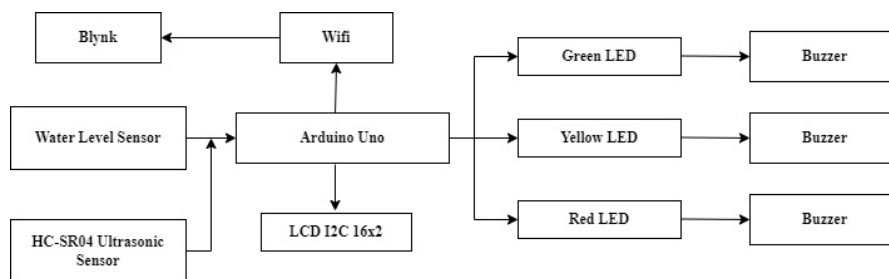 Blynk
Wifi
Green LED
Buzzer
Water Level Sensor
Arduino Uno
Yellow LED
Buzzer
HC-SR04 Ultrasonic
Sensor
LCD I2C 16x2
Red LED
Buzzer